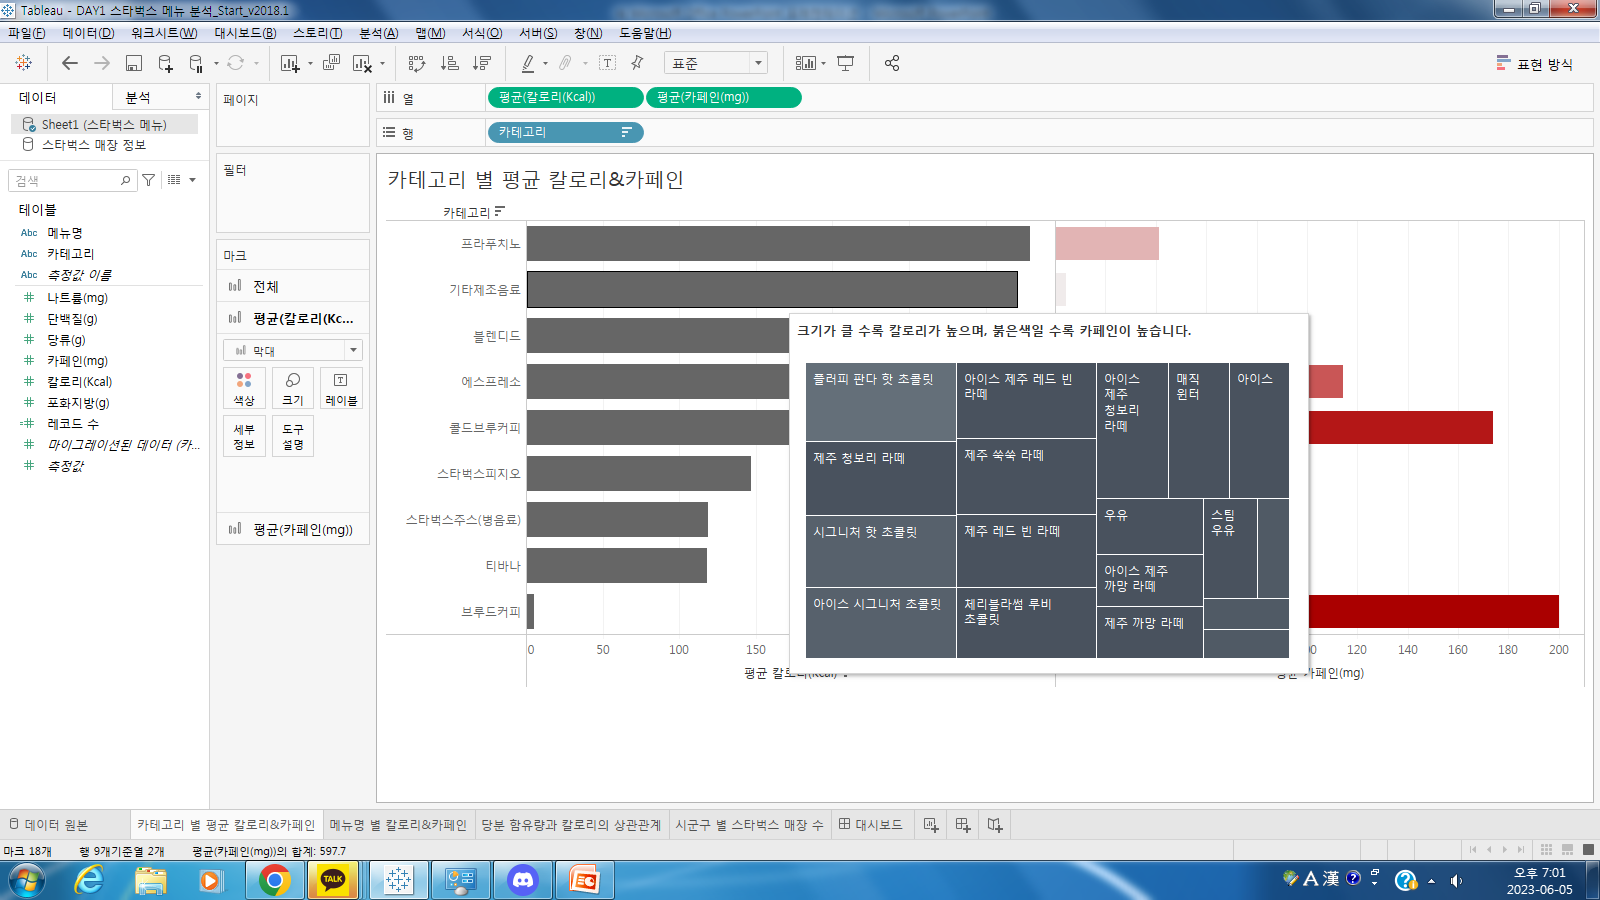 Tableau - DAY1 스타벅스 메뉴 분석_Start_v2018.1
파일(F) 데이터(D) 워크시트(W) 대시보드(B) 스토리(T) 분석(A) 맵(M) 서식(O) 서버(S) 창(N) 도움말(H)
표준
표현 방식
데이터 분석
Sheet1 (스타벅스 메뉴)
스타벅스 매장 정보
검색
테이블
Abc 메뉴명
Abc 카테고리
Abc 측정값 이름
나트륨(mg)
단백질(g)
당류(g)
카페인(mg)
칼로리(Kcal)
포화지방(g)
레코드 수
마이그레이션된 데이터 (카...
측정값
페이지
필터
마크
전체
평균(칼로리(Kc...
막대
색상 크기 레이블
세부 정보
도구 설명
평균(카페인(mg))
열 평균(칼로리(Kcal)) 평균(카페인(mg))
행 카테고리
카테고리 별 평균 칼로리&카페인
카테고리
프라푸치노
기타제조음료
블렌디드
에스프레소
콜드브루커피
스타벅스피지오
스타벅스주스(병음료)
티바나
브루드커피
0 50 100 150
평균 칼로리(Kcal)
120 140 160 180 200
평균 카페인(mg)
크기가 클 수록 칼로리가 높으며, 붉은색일 수록 카페인이 높습니다.
플러피 판다 핫 초콜릿
제주 청보리 라떼
시그니처 핫 초콜릿
아이스 시그니처 초콜릿
아이스 제주 레드 빈
라떼
제주 쑥쑥 라떼
제주 레드 빈 라떼
체리블라썸 루비
초콜릿
아이스
제주
청보리
라떼
매직
윈터
아이스
우유
아이스 제주
까망 라떼
제주 까망 라떼
스팀
우유
데이터 원본 카테고리 별 평균 칼로리&카페인 메뉴명 별 칼로리&카페인 당분 함유량과 칼로리의 상관관계 시군구 별 스타벅스 매장 수 대시보드
마크 18개 행 9개기준열 2개 평균(카페인(mg))의 합계: 597.7
TALK
A 漢
오후 7:01
2023-06-05